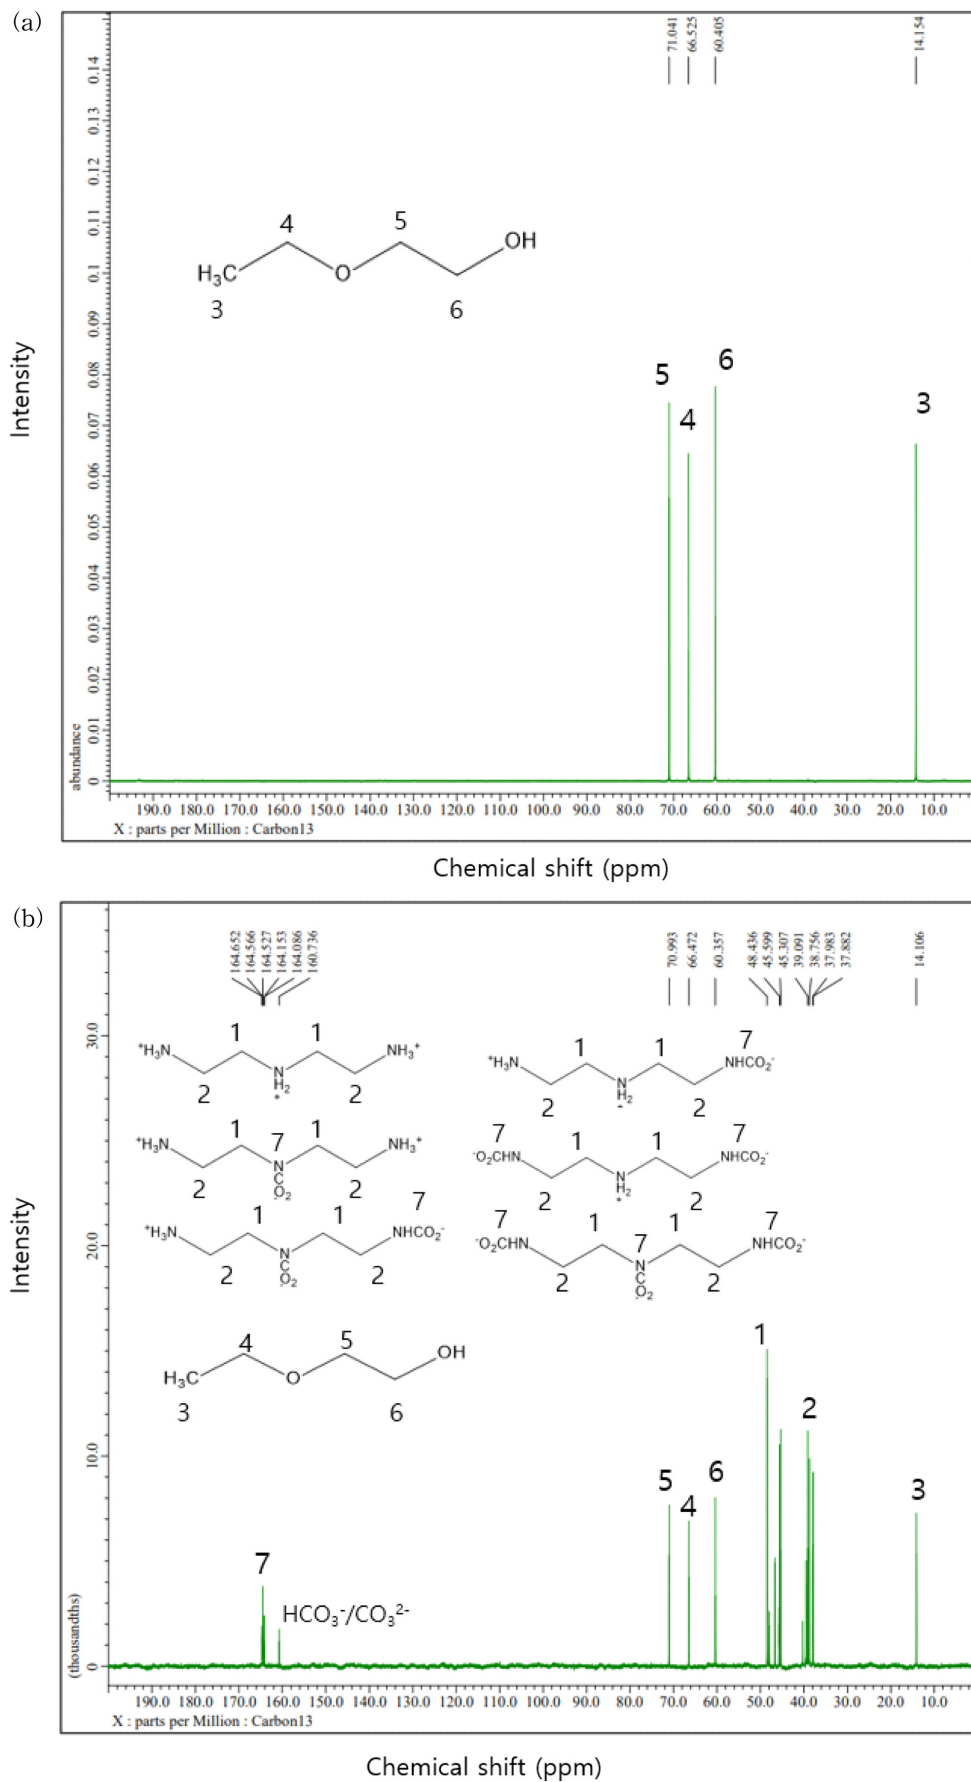 (a)
71.041
66.525
60.405
14.154
0.14
0.13
0.12
0.11
0.1
0.09
0.08
0.07
0.06
0.05
0.04
0.03
0.02
0.01
0
abundance
Intensity
4
5
OH
H₃C
O
3
6
5
4
6
3
190.0 180.0 170.0 160.0 150.0 140.0 130.0 120.0 110.0 100.0 90.0 80.0 70.0 60.0 50.0 40.0 30.0 20.0 10.0
X : parts per Million : Carbon13
Chemical shift (ppm)
(b)
164.652
164.566
164.527
164.153
164.086
160.736
70.993
66.472
60.357
48.436
45.599
45.307
39.091
38.756
37.983
37.882
14.106
30.0
20.0
10.0
0
(thousandths)
Intensity
1 1
⁺H₃N NH₃⁺
2 N H₂ ⁺ 2
1 1 7
⁺H₃N NHCO₂⁻
2 N H₂ ⁺ 2
1 7 1
⁺H₃N NH₃⁺
2 N C O₂⁻ 2
7 1 1 7
⁻O₂CHN NHCO₂⁻
2 N H₂ ⁺ 2
1 1 7
⁺H₃N NHCO₂⁻
2 N C O₂⁻ 2
7 1 7 1 7
⁻O₂CHN NHCO₂⁻
2 N C O₂⁻ 2
4 5
OH
H₃C
O
3 6
7
HCO₃⁻/CO₃²⁻
5
4
6
1
2
3
190.0 180.0 170.0 160.0 150.0 140.0 130.0 120.0 110.0 100.0 90.0 80.0 70.0 60.0 50.0 40.0 30.0 20.0 10.0
X : parts per Million : Carbon13
Chemical shift (ppm)